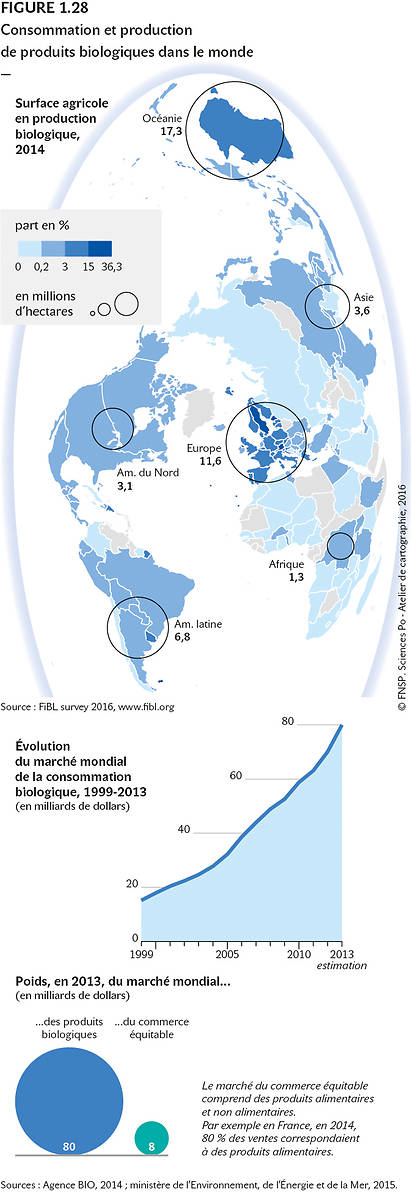 FIGURE 1.28
Consommation et production
de produits biologiques dans le monde
Surface agricole
en production
biologique,
2014
Océanie
17,3
part en %
0 0,2 3 15 36,3
en millions
d'hectares
Asie
3,6
Europe
11,6
Am. du Nord
3,1
Afrique
1,3
Am. latine
6,8
© FNSP. Sciences Po - Atelier de cartographie, 2016
Source : FiBL survey 2016, www.fibl.org
Évolution
du marché mondial
de la consommation
biologique, 1999-2013
(en milliards de dollars)
80
60
40
20
0
1999 2005 2010 2013
estimation
Poids, en 2013, du marché mondial...
(en milliards de dollars)
...des produits
biologiques
...du commerce
équitable
80
8
Le marché du commerce équitable
comprend des produits alimentaires
et non alimentaires.
Par exemple en France, en 2014,
80 % des ventes correspondaient
à des produits alimentaires.
Sources : Agence BIO, 2014 ; ministère de l'Environnement, de l'Énergie et de la Mer, 2015.